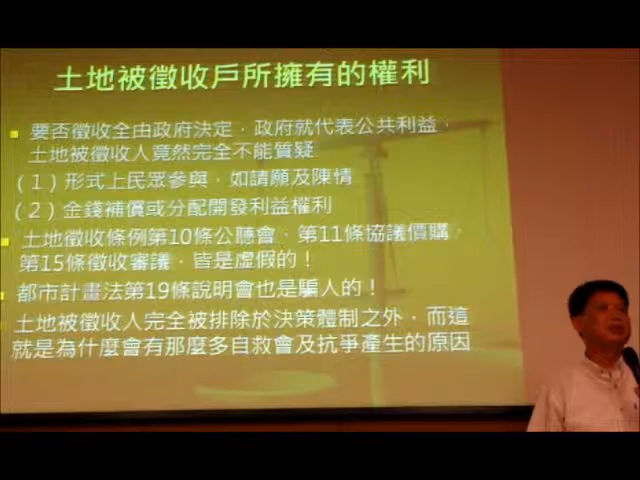 土地被徵收戶所擁有的權利
要否徵收全由政府決定，政府就代表公共利益，
土地被徵收人竟然完全不能質疑
（1）形式上民眾參與，如請願及陳情
（2）金錢補償或分配開發利益權利
土地徵收條例第10條公聽會、第11條協議價購，
第15條徵收審議，皆是虛假的！
都市計畫法第19條說明會也是騙人的！
土地被徵收人完全被排除於決策體制之外，而這
就是為什麼會有那麼多自救會及抗爭產生的原因